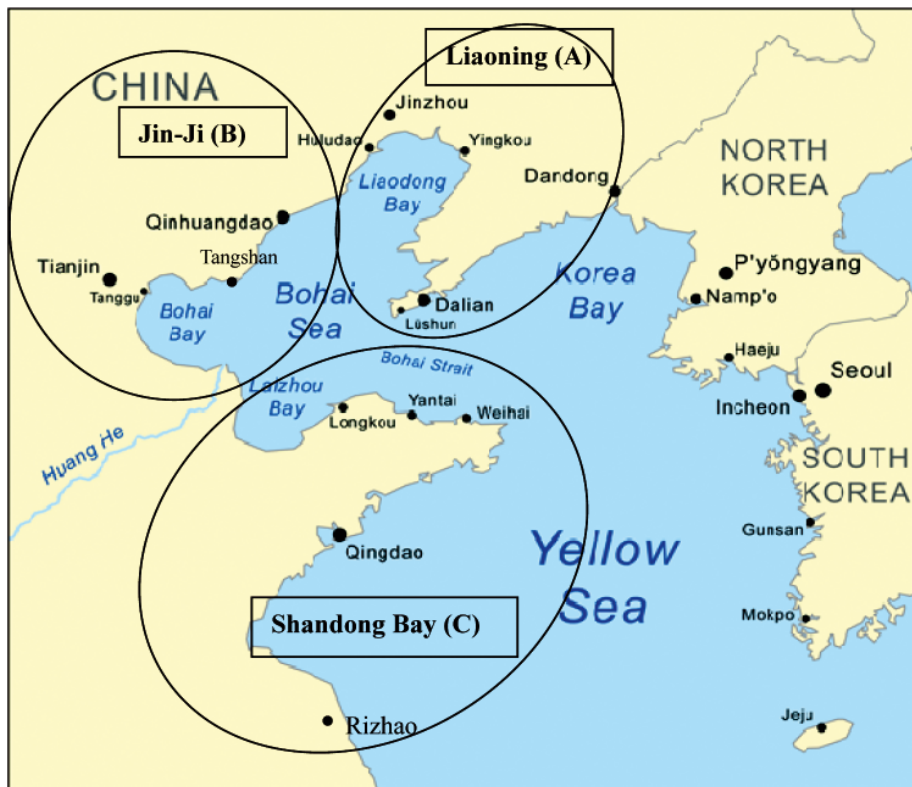 Liaoning (A)
CHINA
Jinzhou
Jin-Ji (B)
Huludao
Yingkou
NORTH
KOREA
Liaodong
Bay
Dandong
Qinhuangdao
Tangshan
Tianjin
Tanggu
Bohai
Sea
Bohai
Bay
Dalian
Lüshun
Korea
Bay
P'yŏngyang
Namp'o
Haeju
Seoul
Incheon
Bohai Strait
Laizhou
Bay
Longkou
Yantai
Weihai
Huang He
SOUTH
KOREA
Gunsan
Qingdao
Yellow
Sea
Shandong Bay (C)
Mokpo
Rizhao
Jeju